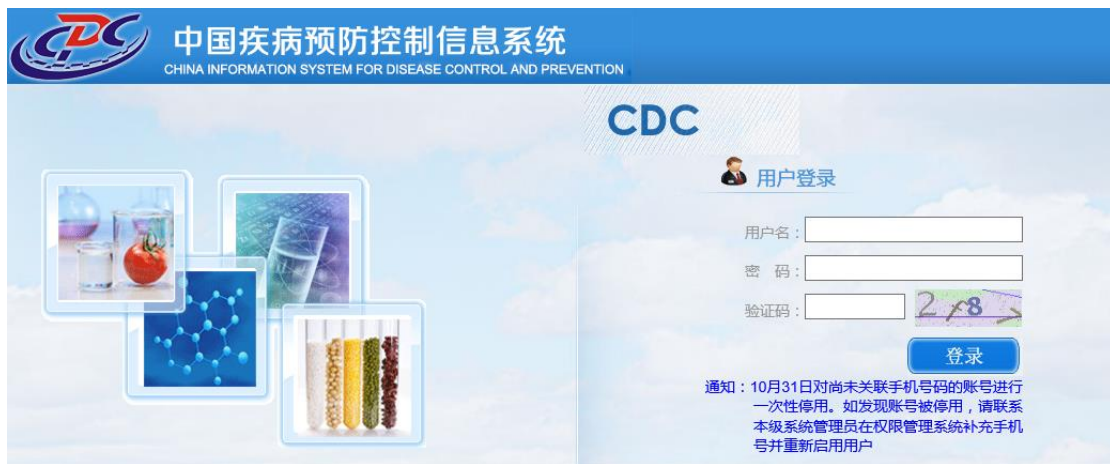 CDC
中国疾病预防控制信息系统
CHINA INFORMATION SYSTEM FOR DISEASE CONTROL AND PREVENTION
CDC
用户登录
用户名：
密 码：
验证码：
登录
通知：10月31日对尚未关联手机号码的账号进行
一次性停用。如发现账号被停用，请联系
本级系统管理员在权限管理系统补充手机
号并重新启用用户